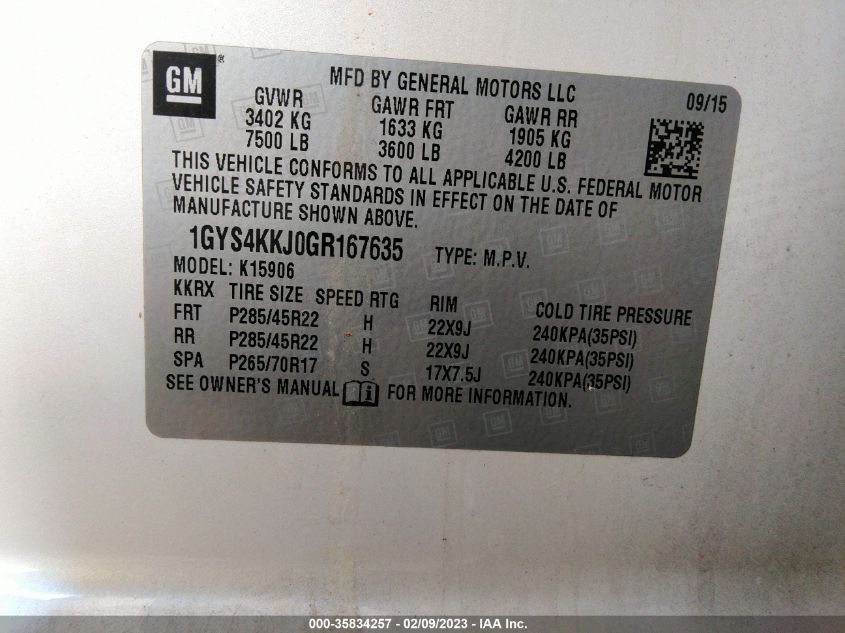 GM
MFD BY GENERAL MOTORS LLC
09/15
GVWR GAWR FRT GAWR RR
3402 KG 1633 KG 1905 KG
7500 LB 3600 LB 4200 LB
THIS VEHICLE CONFORMS TO ALL APPLICABLE U.S. FEDERAL MOTOR
VEHICLE SAFETY STANDARDS IN EFFECT ON THE DATE OF
MANUFACTURE SHOWN ABOVE.
1GYS4KKJ0GR167635 TYPE: M.P.V.
MODEL: K15906
KKRX TIRE SIZE SPEED RTG RIM COLD TIRE PRESSURE
FRT P285/45R22 H 22X9J 240KPA(35PSI)
RR P285/45R22 H 22X9J 240KPA(35PSI)
SPA P265/70R17 S 17X7.5J 240KPA(35PSI)
SEE OWNER'S MANUAL FOR MORE INFORMATION.
000-35834257 - 02/09/2023 - IAA Inc.